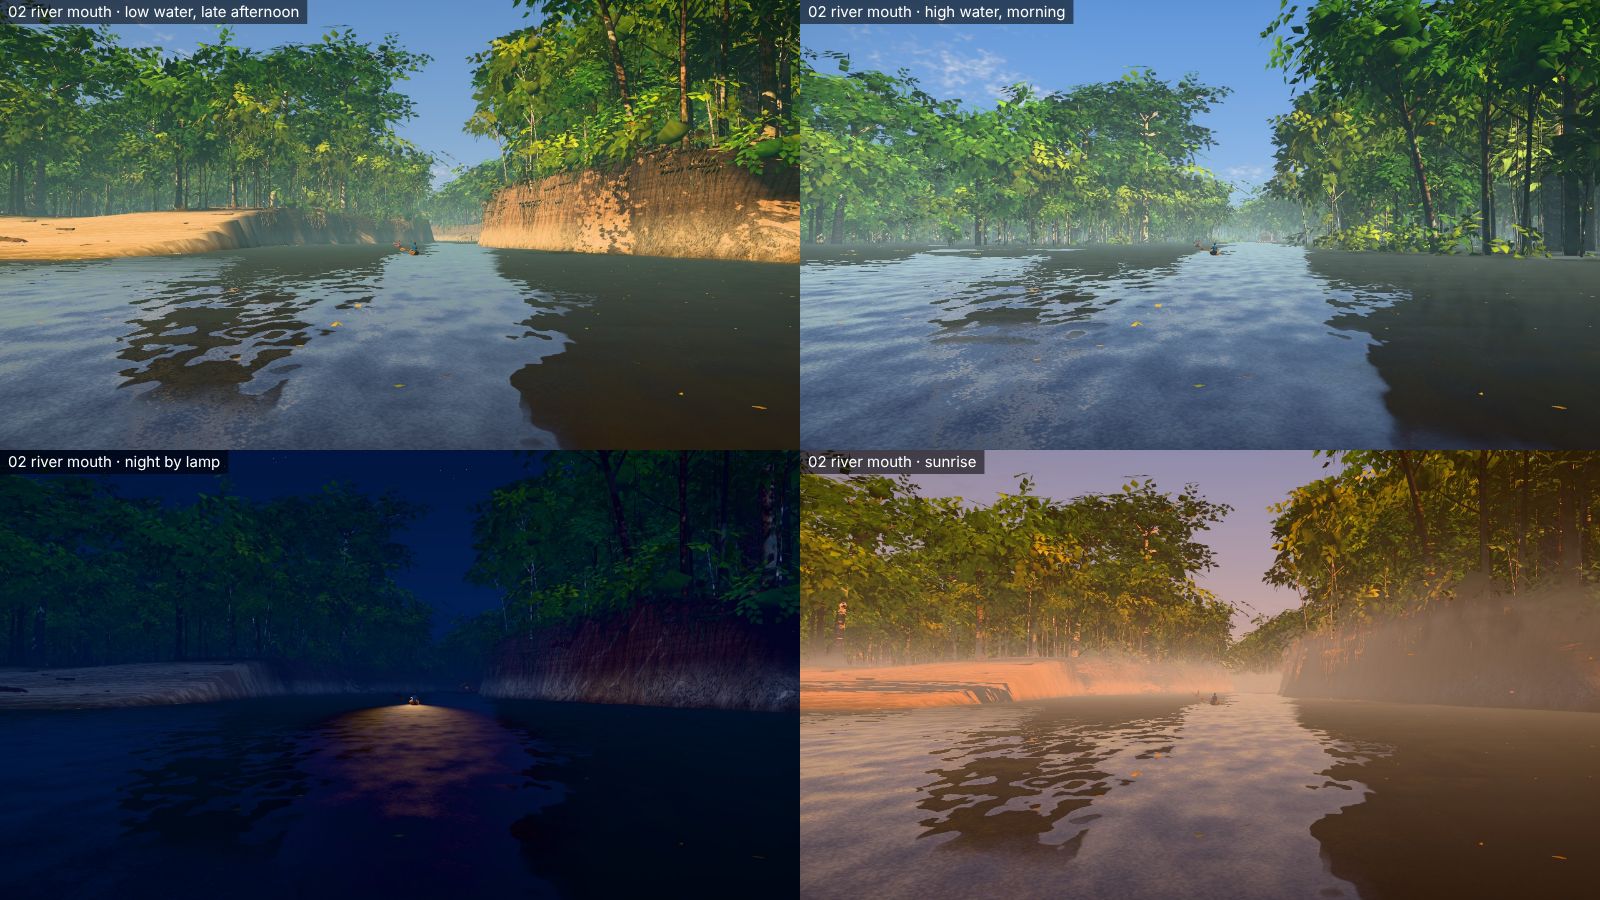 02 river mouth · low water, late afternoon
02 river mouth · high water, morning
02 river mouth · night by lamp
02 river mouth · sunrise